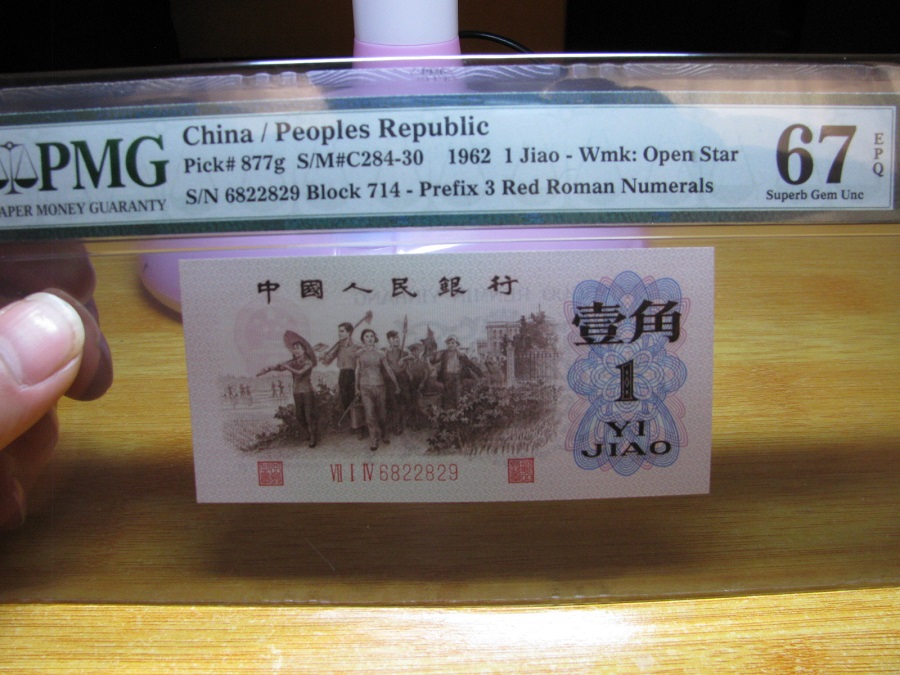 China / Peoples Republic
PMG
Pick# 877g S/M#C284-30 1962 1 Jiao - Wmk: Open Star
67
EPQ
PAPER MONEY GUARANTY
S/N 6822829 Block 714 - Prefix 3 Red Roman Numerals
Superb Gem Unc
中國人民銀行
壹角
1
YI
JIAO
Ⅶ Ⅰ Ⅳ 6822829